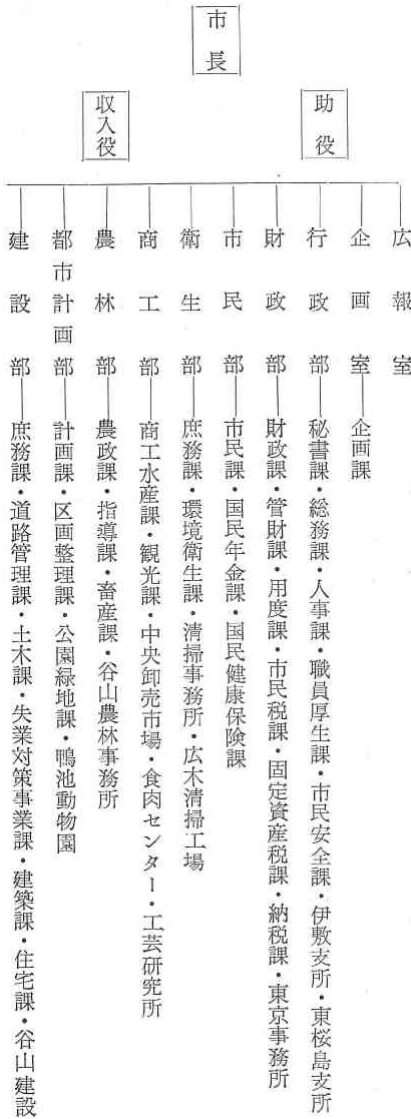 市長
助役
収入役
広報室
企画室―企画課
行政部―秘書課・総務課・人事課・職員厚生課・市民安全課・伊敷支所・東桜島支所
財政部―財政課・管財課・用度課・市民税課・固定資産税課・納税課・東京事務所
市民部―市民課・国民年金課・国民健康保険課
衛生部―庶務課・環境衛生課・清掃事務所・広木清掃工場
商工部―商工水産課・観光課・中央卸売市場・食肉センター・工芸研究所
農林部―農政課・指導課・畜産課・谷山農林事務所
都市計画部―計画課・区画整理課・公園緑地課・鴨池動物園
建設部―庶務課・道路管理課・土木課・失業対策事業課・建築課・住宅課・谷山建設